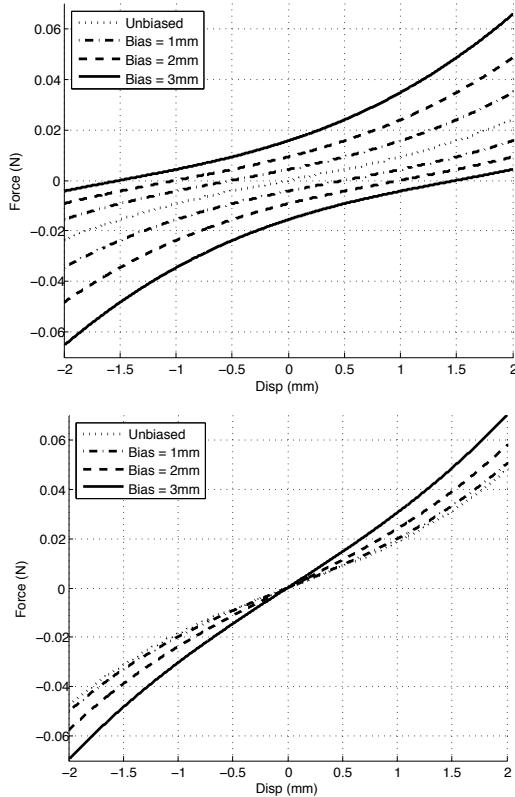 0.06
0.04
0.02
0
−0.02
−0.04
−0.06
Force (N)
Unbiased
Bias = 1mm
Bias = 2mm
Bias = 3mm
−2 −1.5 −1 −0.5 0 0.5 1 1.5 2
Disp (mm)
0.06
0.04
0.02
0
−0.02
−0.04
−0.06
Force (N)
Unbiased
Bias = 1mm
Bias = 2mm
Bias = 3mm
−2 −1.5 −1 −0.5 0 0.5 1 1.5 2
Disp (mm)